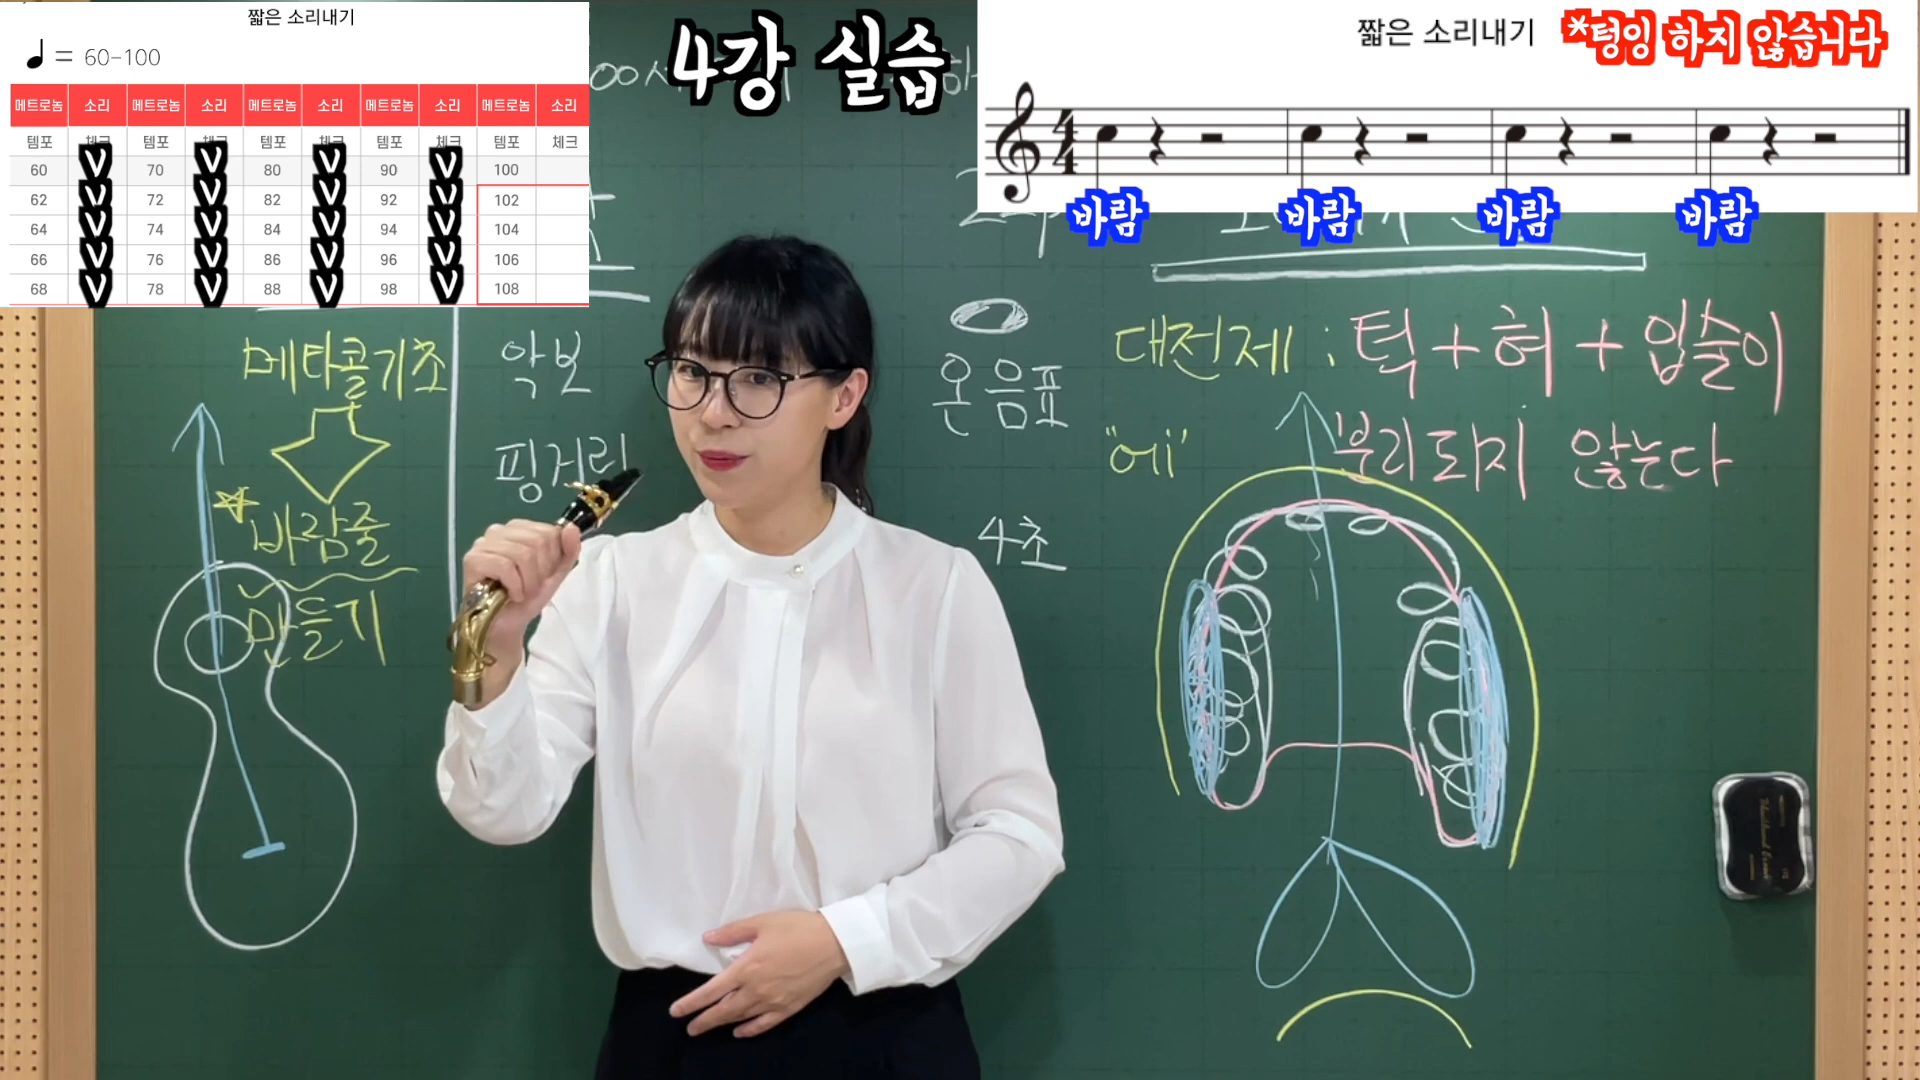 짧은 소리내기
♩ = 60-100
메트로놈 소리 메트로놈 소리 메트로놈 소리 메트로놈 소리 메트로놈 소리
템포 체크 템포 체크 템포 체크 템포 체크 템포 체크
60 V 70 V 80 V 90 V 100
62 V 72 V 82 V 92 V 102
64 V 74 V 84 V 94 V 104
66 V 76 V 86 V 96 V 106
68 V 78 V 88 V 98 V 108
4강 실습
짧은 소리내기
*텅잉 하지 않습니다
4
4
바람 바람 바람 바람
메타콜기초
바람줄
만들기
악보
핑거리
온음표
4초
대전제 : 턱+혀+입술이
분리되지 않는다
"에"